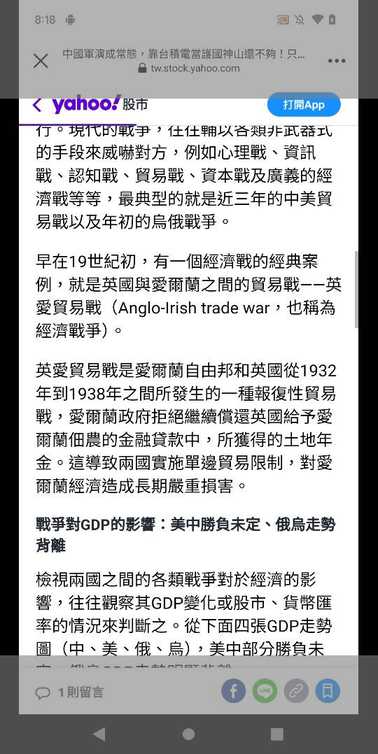 8:18
中國軍演成常態，靠台積電當護國神山還不夠！只...
tw.stock.yahoo.com
yahoo!股市
打開App
行。現代的戰爭，往往輔以各類非武器式
的手段來威嚇對方，例如心理戰、資訊
戰、認知戰、貿易戰、資本戰及廣義的經
濟戰等等，最典型的就是近三年的中美貿
易戰以及年初的烏俄戰爭。
早在19世紀初，有一個經濟戰的經典案
例，就是英國與愛爾蘭之間的貿易戰——英
愛貿易戰（Anglo-Irish trade war，也稱為
經濟戰爭）。
英愛貿易戰是愛爾蘭自由邦和英國從1932
年到1938年之間所發生的一種報復性貿易
戰，愛爾蘭政府拒絕繼續償還英國給予愛
爾蘭佃農的金融貸款中，所獲得的土地年
金。這導致兩國實施單邊貿易限制，對愛
爾蘭經濟造成長期嚴重損害。
戰爭對GDP的影響：美中勝負未定、俄烏走勢
背離
檢視兩國之間的各類戰爭對於經濟的影
響，往往觀察其GDP變化或股市、貨幣匯
率的情況來判斷之。從下面四張GDP走勢
圖（中、美、俄、烏），美中部分勝負未
1則留言